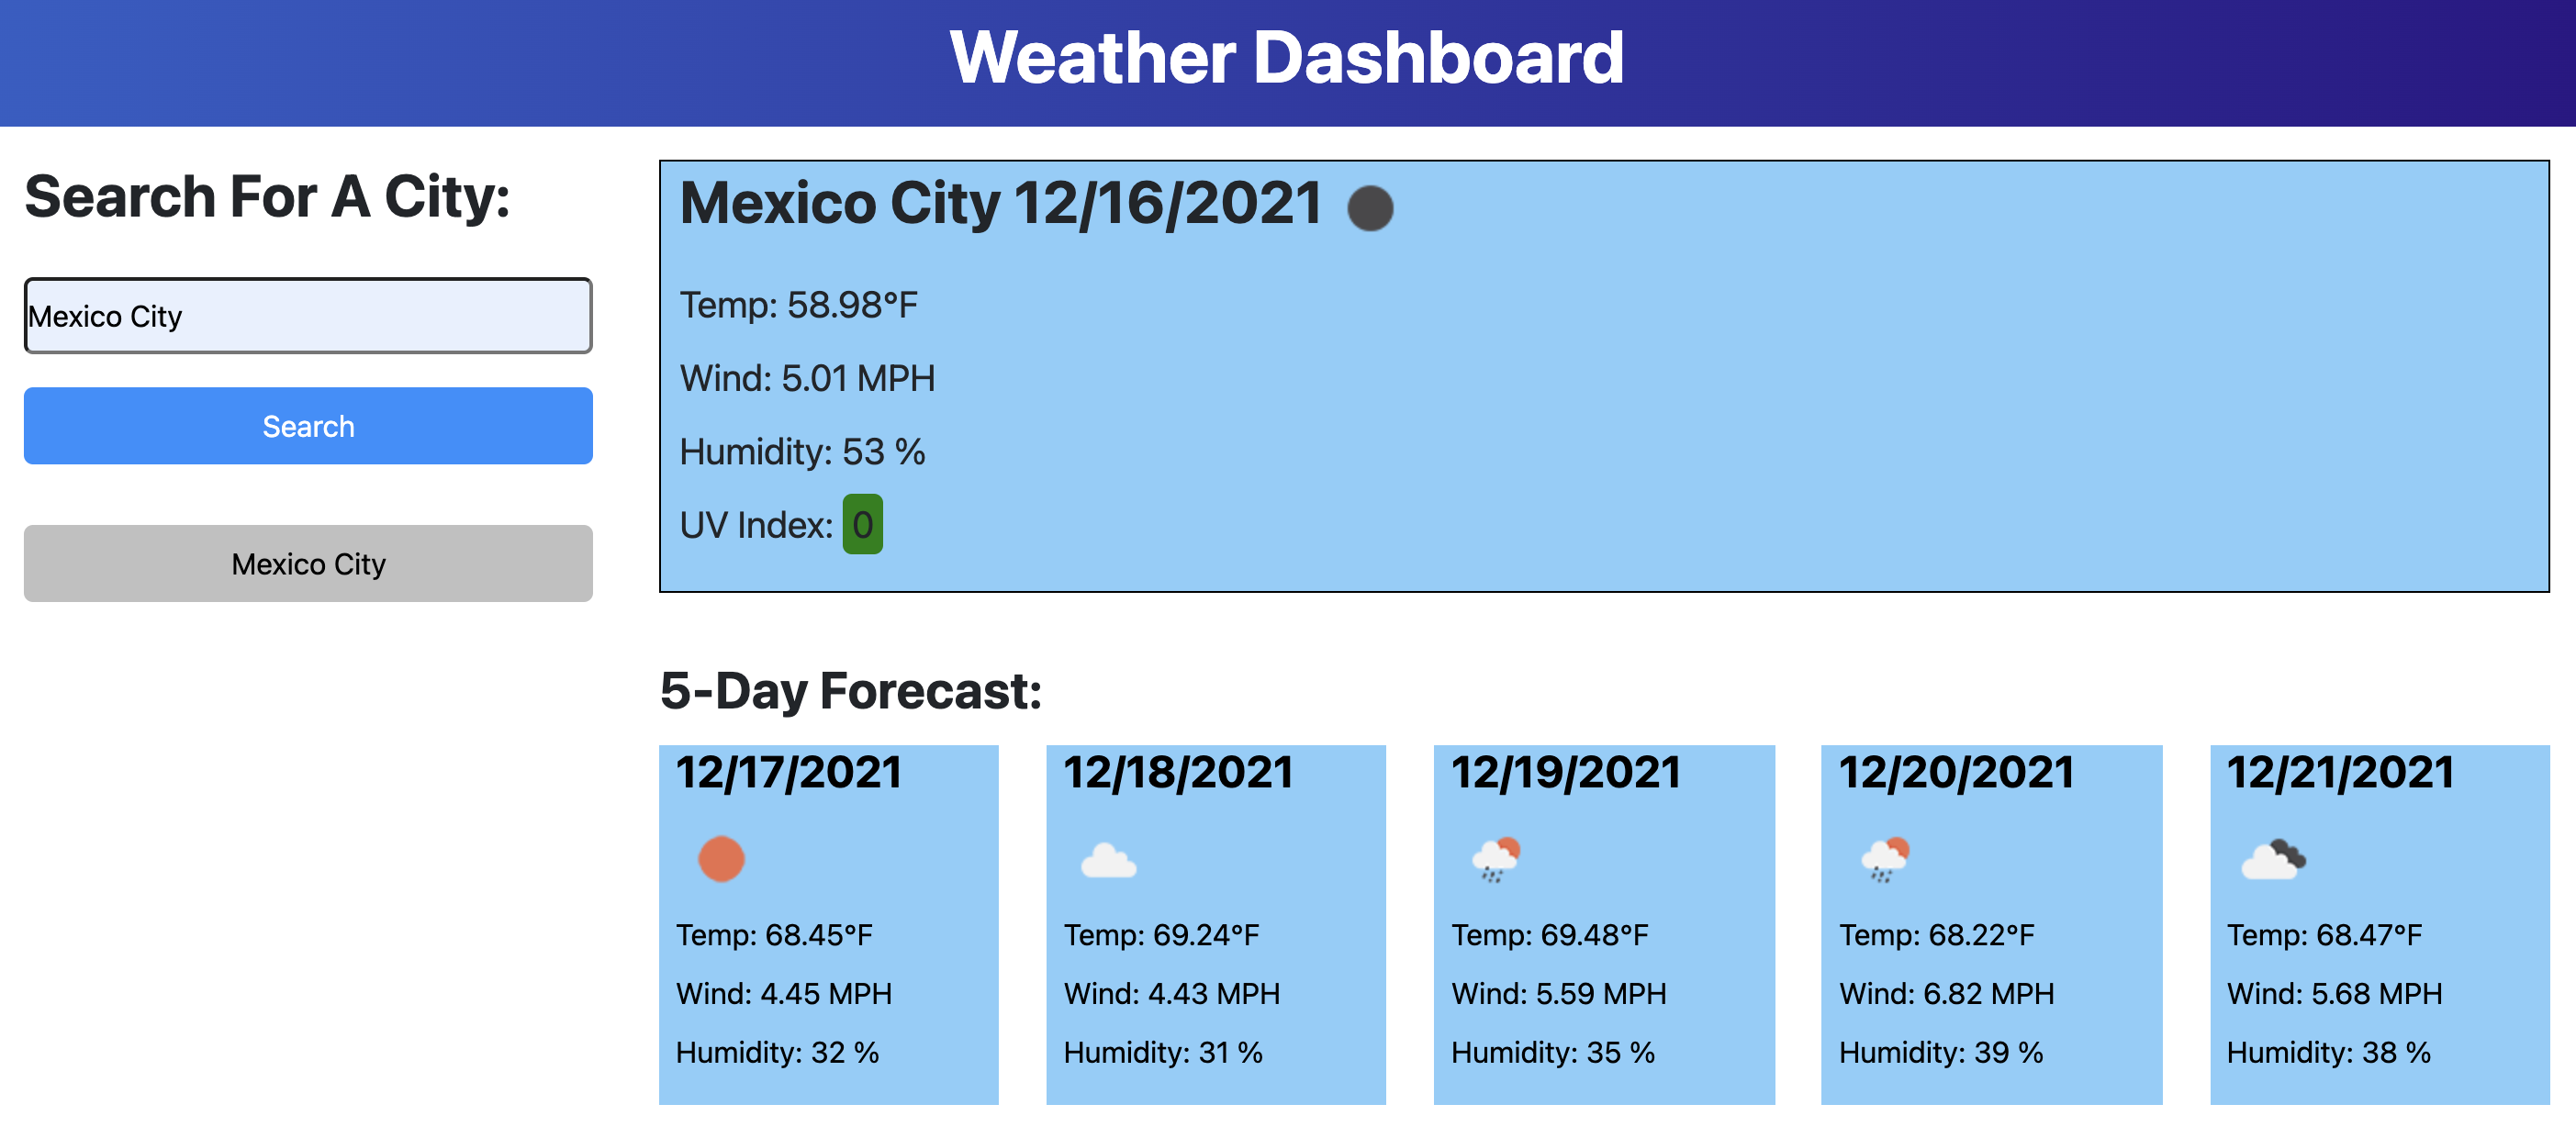 Weather Dashboard
Search For A City:
Mexico City
Search
Mexico City
Mexico City 12/16/2021
Temp: 58.98°F
Wind: 5.01 MPH
Humidity: 53 %
UV Index: 0
5-Day Forecast:
12/17/2021
Temp: 68.45°F
Wind: 4.45 MPH
Humidity: 32 %
12/18/2021
Temp: 69.24°F
Wind: 4.43 MPH
Humidity: 31 %
12/19/2021
Temp: 69.48°F
Wind: 5.59 MPH
Humidity: 35 %
12/20/2021
Temp: 68.22°F
Wind: 6.82 MPH
Humidity: 39 %
12/21/2021
Temp: 68.47°F
Wind: 5.68 MPH
Humidity: 38 %